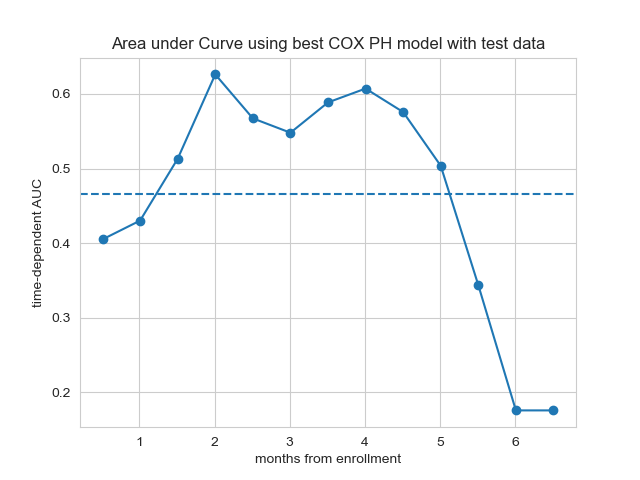 Area under Curve using best COX PH model with test data
time-dependent AUC
0.6
0.5
0.4
0.3
0.2
1 2 3 4 5 6
months from enrollment